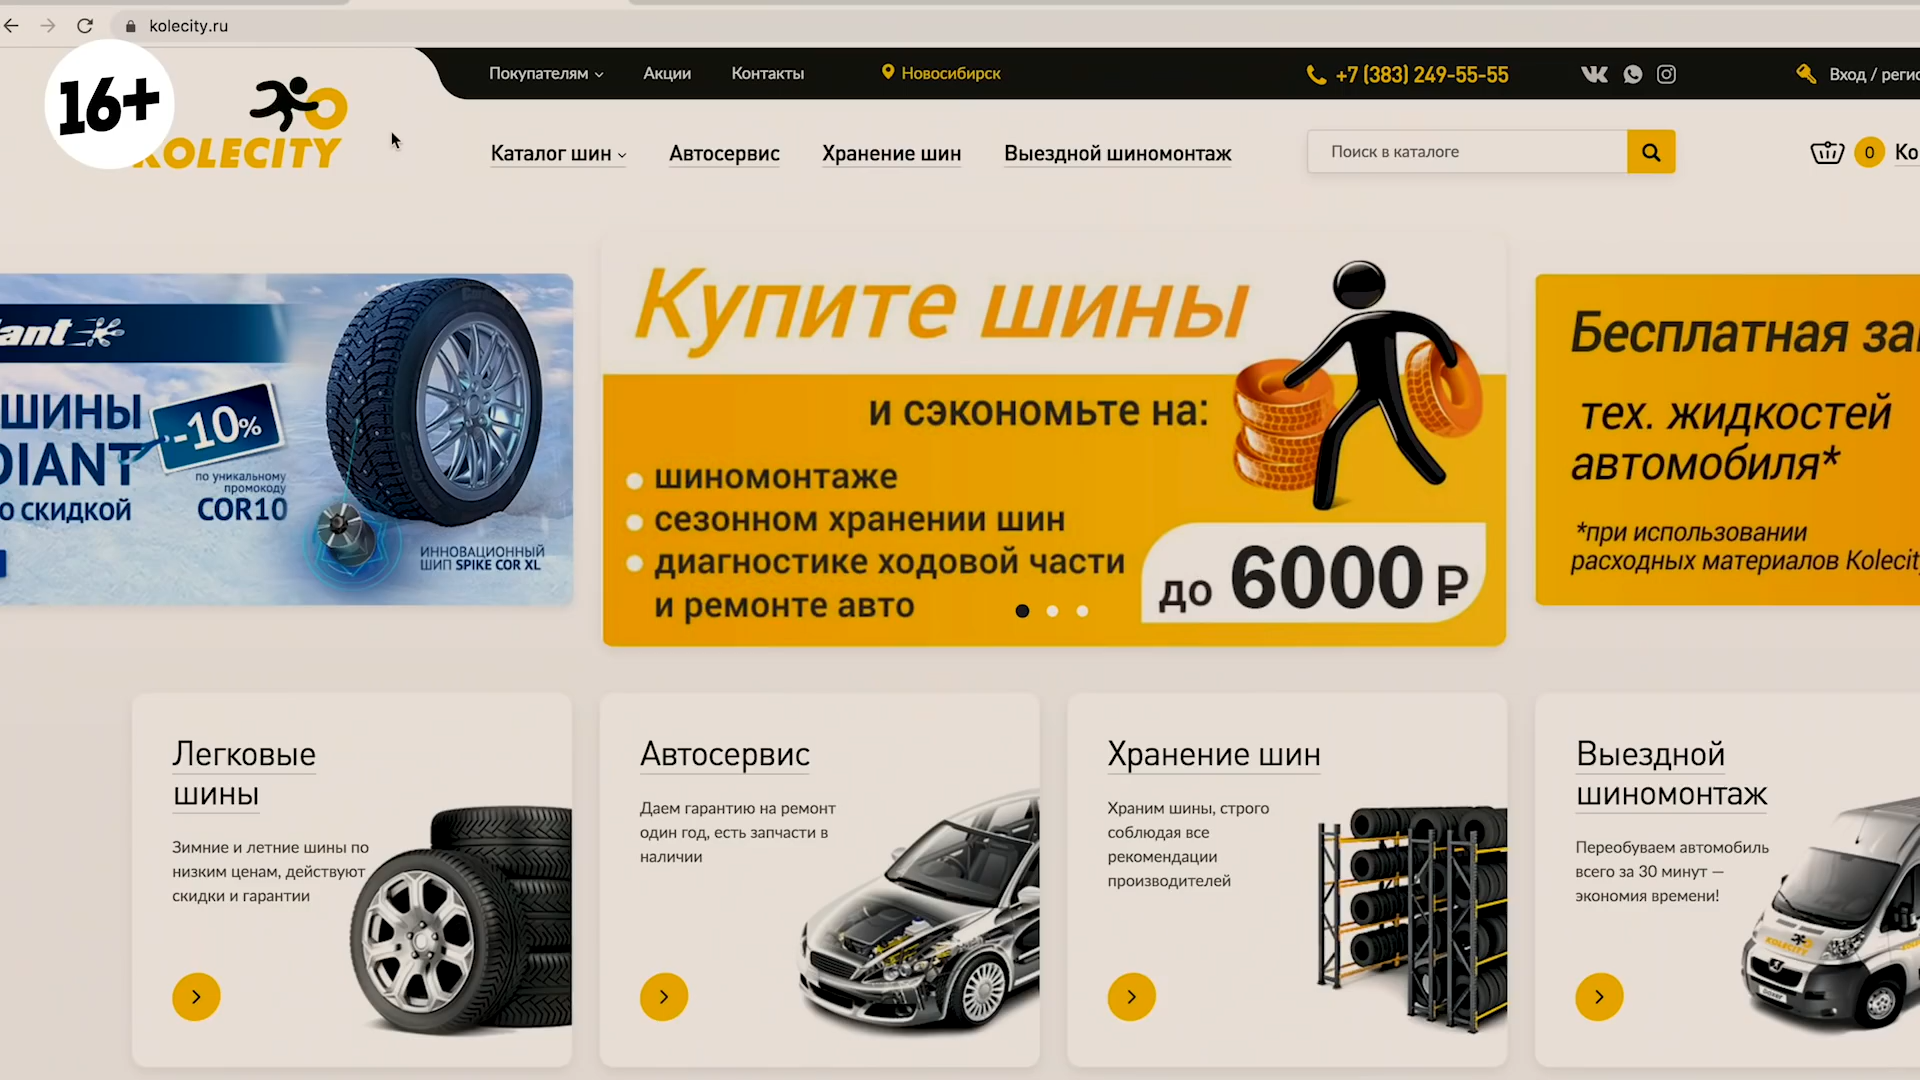 kolecity.ru
16+
KOLECITY
Покупателям
Акции
Контакты
Новосибирск
+7 (383) 249-55-55
Вход /
Каталог шин
Автосервис
Хранение шин
Выездной шиномонтаж
Поиск в каталоге
0
шины
-10%
по уникальному
промокоду
COR10
скидкой
ИННОВАЦИОННЫЙ
ШИП SPIKE COR XL
Купите шины
и сэкономьте на:
шиномонтаже
сезонном хранении шин
диагностике ходовой части
и ремонте авто
до 6000 ₽
Бесплатная
тех. жидкостей
автомобиля*
*при использовании
расходных материалов Kolecity
Легковые
шины
Зимние и летние шины по
низким ценам, действуют
скидки и гарантии
Автосервис
Даем гарантию на ремонт
один год, есть запчасти в
наличии
Хранение шин
Храним шины, строго
соблюдая все
рекомендации
производителей
Выездной
шиномонтаж
Переобуваем автомобиль
всего за 30 минут —
экономия времени!
KOLECITY